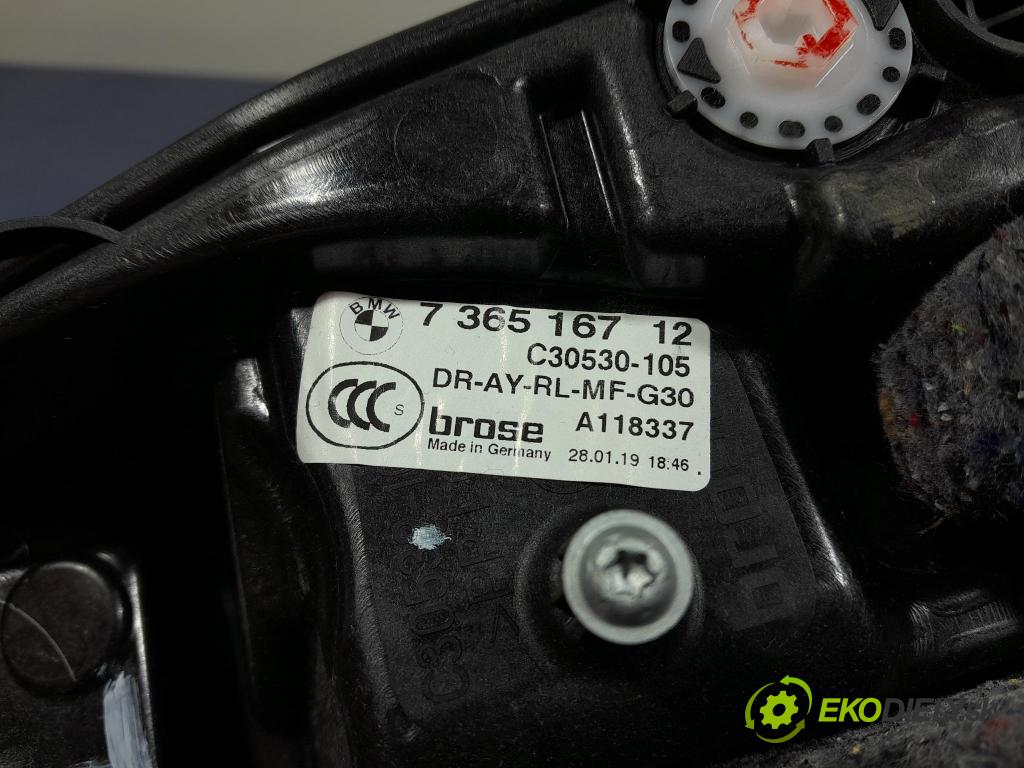 BMW
7 365 167 12
C30530-105
DR-AY-RL-MF-G30
CCC S
brose A118337
Made in Germany 28.01.19 18:46 .